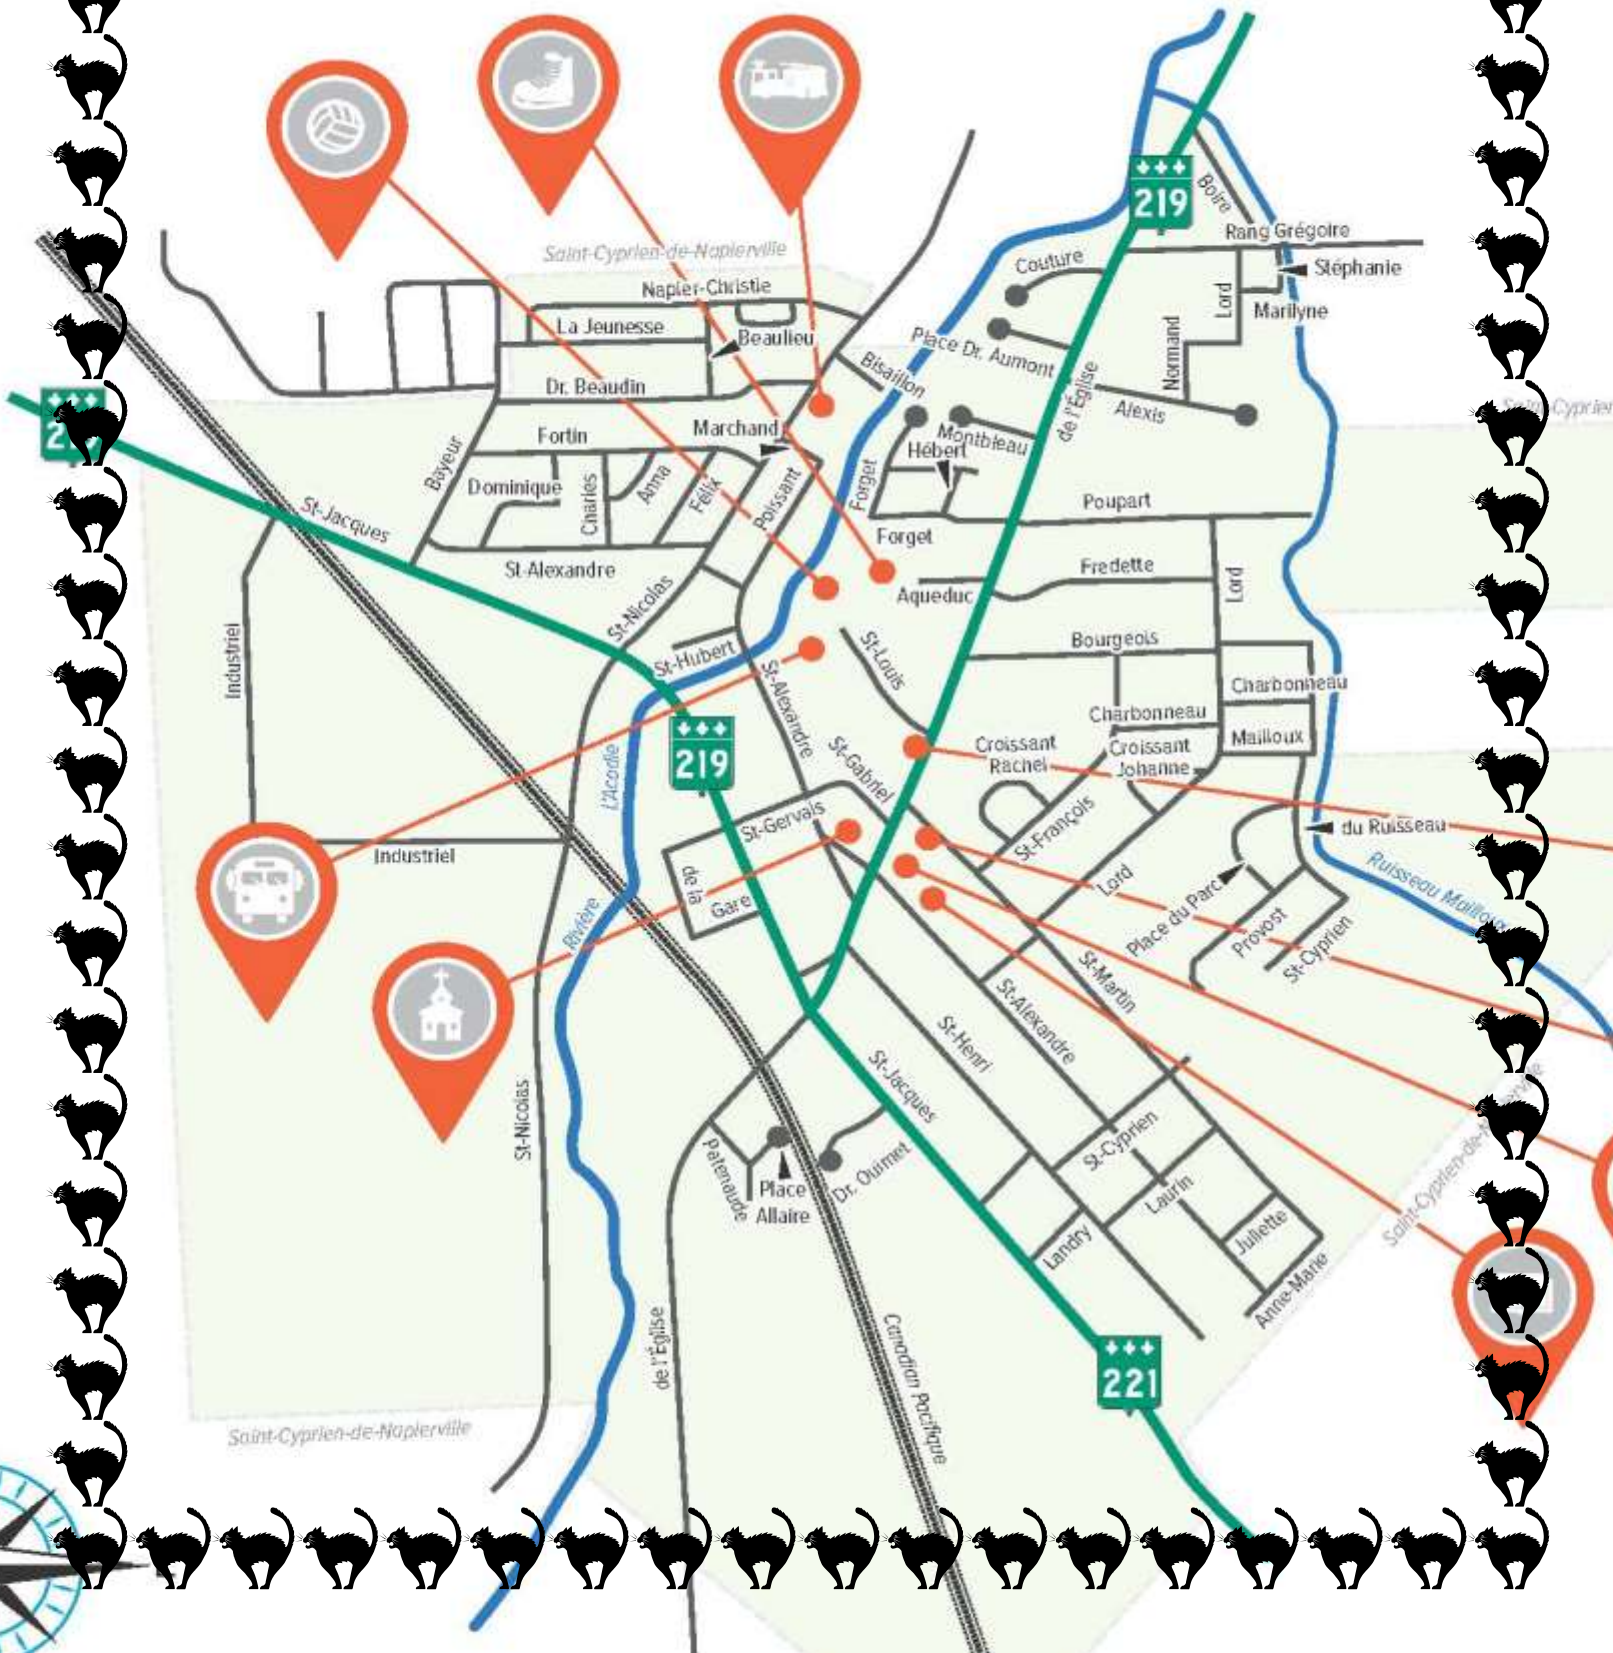 219
Boire
Rang Grégoire
Saint-Cyprien-de-Napierville
Couture
Stéphanie
Napier-Christie
Lord
Marilyne
La Jeunesse
Beaulieu
Place Dr. Aumont
Normand
Bisaillon
Dr. Beaudin
de l'Église
Alexis
Marchand
Fortin
Montbleau
Hébert
Bayeur
Dominique
Charles
Anna
Félix
Poissant
Forget
Poupart
St-Jacques
Forget
St-Alexandre
Fredette
Aqueduc
Lord
St-Nicolas
Industriel
St-Hubert
St-Louis
Bourgeois
St-Alexandre
Charbonneau
Charbonneau
219
St-Gabriel
Croissant
Rachel
Croissant
Johanne
Mailloux
L'Acadie
St-Gervais
St-François
du Ruisseau
Industriel
de la
Gare
Lord
Ruisseau Mailloux
Place du Parc
Rivière
Provost
St-Cyprien
St-Martin
St-Alexandre
St-Henri
St-Jacques
St-Nicolas
St-Cyprien
Patenaude
Place
Allaire
Dr. Ouimet
Laurin
Juliette
Landry
Anne-Marie
Saint-Cyprien-de-Napierville
de l'Église
Canadian Pacifique
221
Saint-Cyprien-de-Napierville